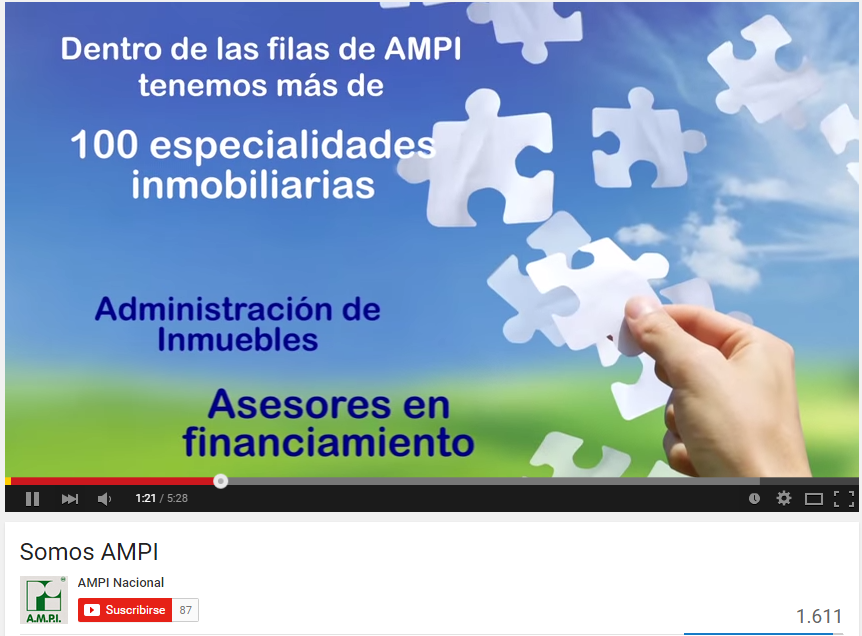 Dentro de las filas de AMPI
tenemos más de
100 especialidades
inmobiliarias
Administración de
Inmuebles
Asesores en
financiamiento
1:21 / 5:28
Somos AMPI
AMPI Nacional
A.M.P.I.
Suscribirse 87
1.611